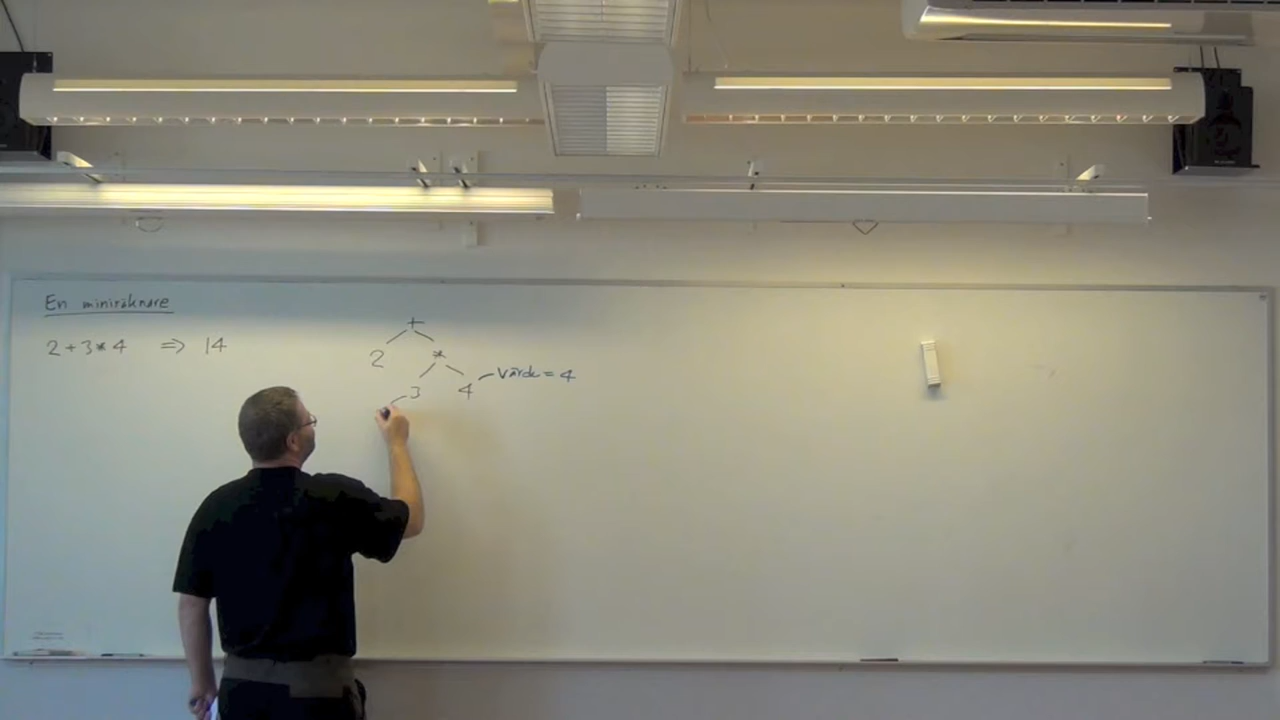 En miniräknare
2+3*4 => 14
+
2 *
3 4 värde = 4